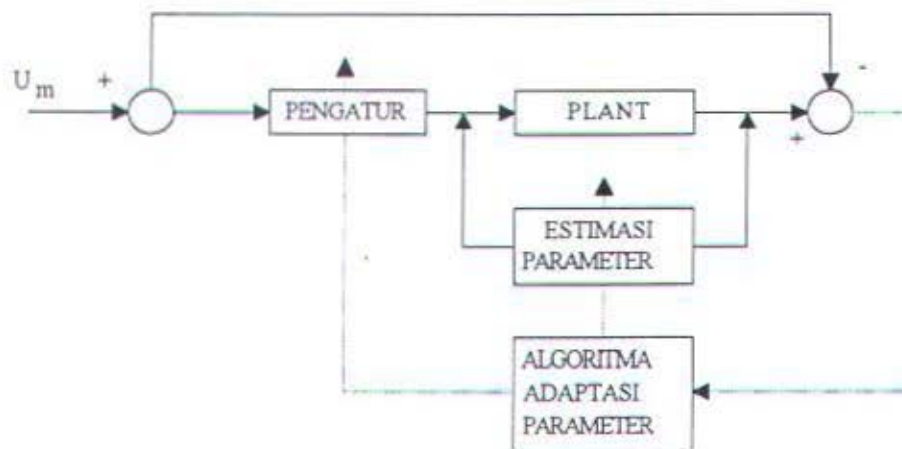 U m
+
-
PENGATUR
PLANT
+
ESTIMASI
PARAMETER
ALGORITMA
ADAPTASI
PARAMETER